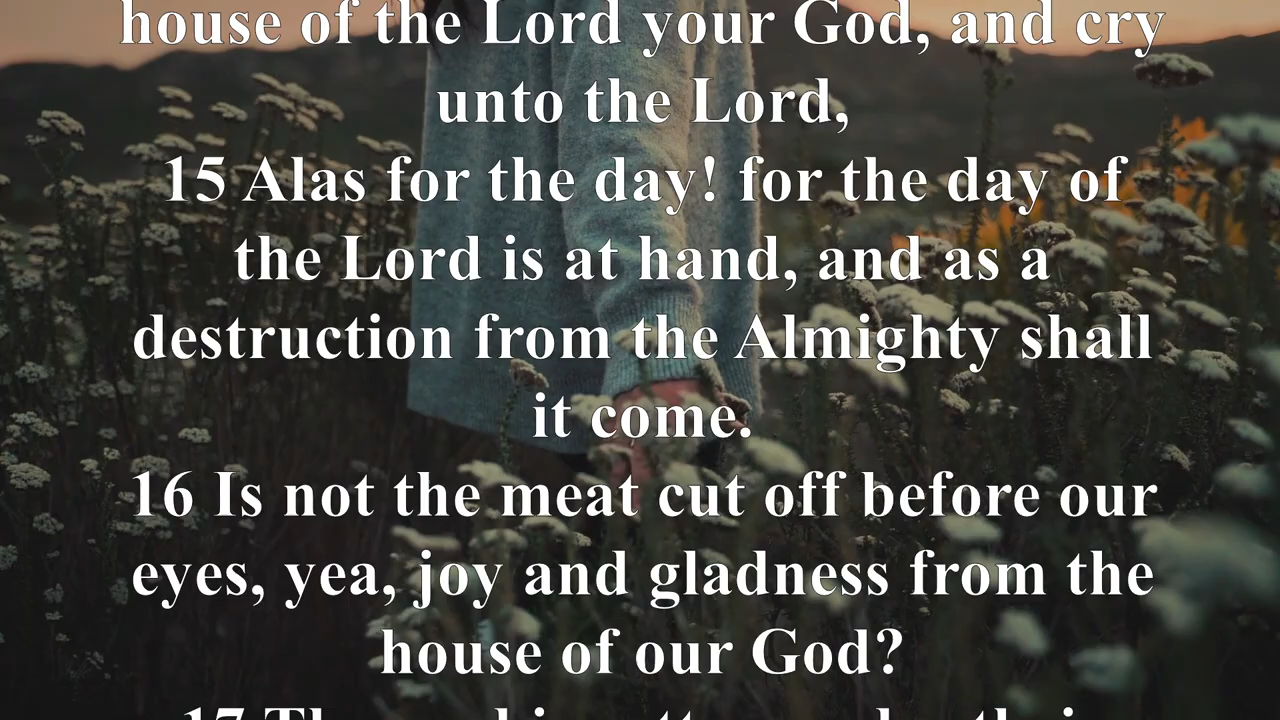 house of the Lord your God, and cry
unto the Lord,
15 Alas for the day! for the day of
the Lord is at hand, and as a
destruction from the Almighty shall
it come.
16 Is not the meat cut off before our
eyes, yea, joy and gladness from the
house of our God?
17